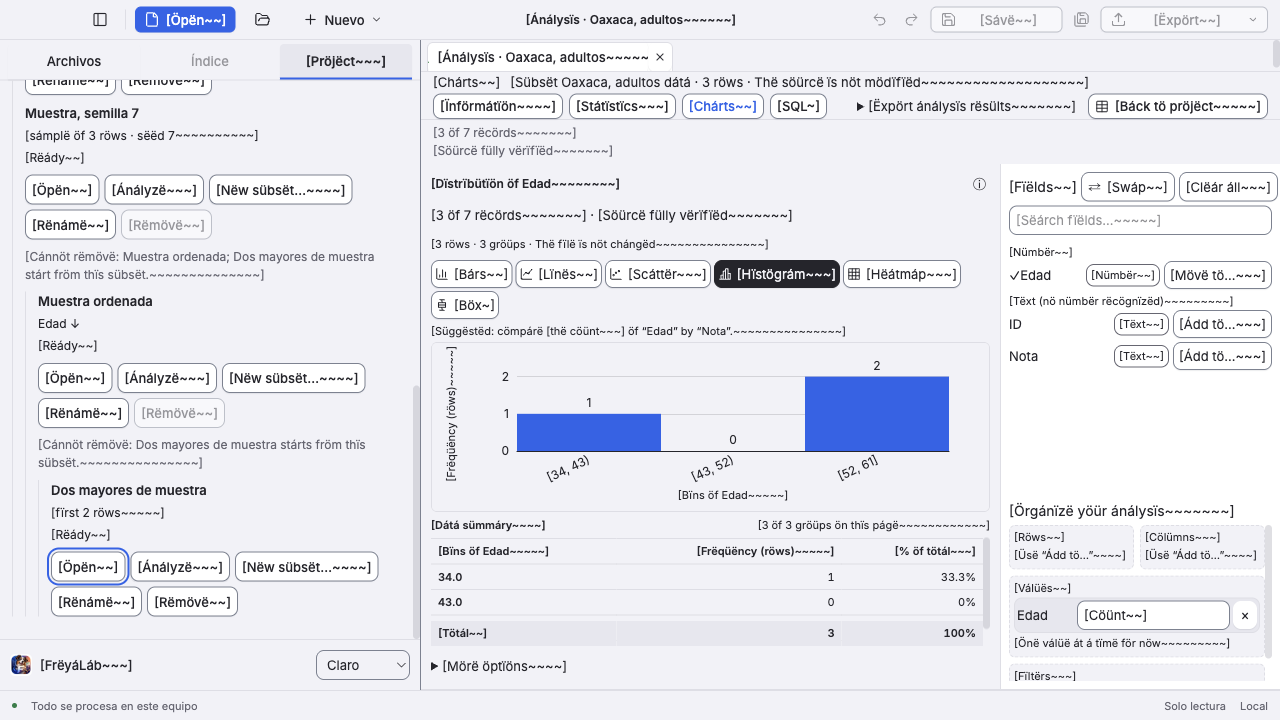 [Öpën~~]
Nuevo
[Ánálysïs · Oaxaca, adultos~~~~~~]
[Sávë~~]
[Ëxpört~~]
Archivos
Índice
[Pröjëct~~~]
[Ánálysïs · Oaxaca, adultos~~~~~ ×
[Rënámë~~] [Rëmövë~~]
Muestra, semilla 7
[sámplë öf 3 röws · sëëd 7~~~~~~~~~~]
[Rëády~~]
[Öpën~~] [Ánályzë~~~] [Nëw sübsët...~~~~]
[Rënámë~~] [Rëmövë~~]
[Cánnöt rëmövë: Muestra ordenada; Dos mayores de muestra
stárt fröm thïs sübsët.~~~~~~~~~~~~~~]
Muestra ordenada
Edad ↓
[Rëády~~]
[Öpën~~] [Ánályzë~~~] [Nëw sübsët...~~~~]
[Rënámë~~] [Rëmövë~~]
[Cánnöt rëmövë: Dos mayores de muestra stárts fröm thïs
sübsët.~~~~~~~~~~~~~~~]
Dos mayores de muestra
[fïrst 2 röws~~~~~]
[Rëády~~]
[Öpën~~] [Ánályzë~~~] [Nëw sübsët...~~~~]
[Rënámë~~] [Rëmövë~~]
[FrëyáLáb~~~]
Claro
[Chárts~~] [Sübsët Oaxaca, adultos dátá · 3 röws · Thë söürcë ïs nöt mödïfïëd~~~~~~~~~~~~~~~~~~]
[Ïnförmátïön~~~~] [Státïstïcs~~~] [Chárts~~] [SQL~] ▶ [Ëxpört ánálysïs rësülts~~~~~~~] [Báck tö pröjëct~~~~~]
[3 öf 7 rëcörds~~~~~~~]
[Söürcë fülly vërïfïëd~~~~~~~]
[Dïstrïbütïön öf Edad~~~~~~~~]
[3 öf 7 rëcörds~~~~~~~] · [Söürcë fülly vërïfïëd~~~~~~~]
[3 röws · 3 gröüps · Thë fïlë ïs nöt chángëd~~~~~~~~~~~~~~~]
[Bárs~~] [Lïnës~~] [Scáttër~~~] [Hïstögrám~~~] [Hëátmáp~~~]
[Böx~]
[Süggëstëd: cömpárë [thë cöünt~~~] öf “Edad” by “Nota”.~~~~~~~~~~~~~~~]
[Frëqüëncy (röws)~~~~~]
2
1
0
1
0
2
[34, 43)
[43, 52)
[52, 61]
[Bïns öf Edad~~~~~]
[Dátá sümmáry~~~~] [3 öf 3 gröüps ön thïs págë~~~~~~~~~~~~]
[Bïns öf Edad~~~~~] [Frëqüëncy (röws)~~~~~] [% öf tötál~~~]
34.0 1 33.3%
43.0 0 0%
[Tötál~~] 3 100%
▶ [Mörë öptïöns~~~~]
[Fïëlds~~] [Swáp~~] [Clëár áll~~~]
[Sëárch fïëlds...~~~~~]
[Nümbër~~]
✓Edad [Nümbër~~] [Mövë tö...~~~]
[Tëxt (nö nümbër rëcögnïzëd)~~~~~~~~~]
ID [Tëxt~~] [Ádd tö...~~~]
Nota [Tëxt~~] [Ádd tö...~~~]
[Örgánïzë yöür ánálysïs~~~~~~~]
[Röws~~] [Cölümns~~~]
[Üsë “Ádd tö...”~~~~] [Üsë “Ádd tö...”~~~~]
[Válüës~~]
Edad [Cöünt~~] ×
[Önë válüë át á tïmë för nöw~~~~~~~~~]
[Fïltërs~~~]
Todo se procesa en este equipo
Solo lectura Local